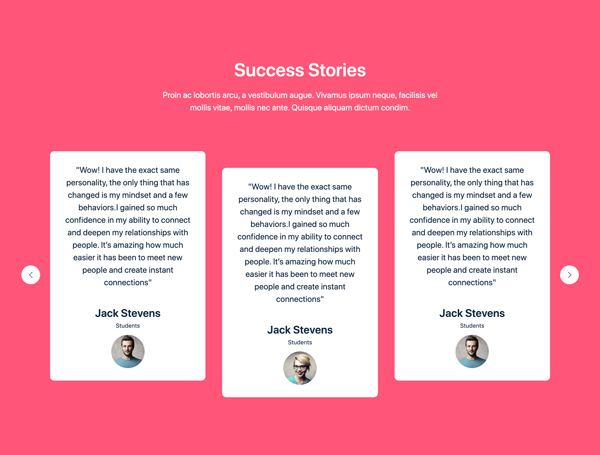 Success Stories
Proin ac lobortis arcu, a vestibulum augue. Vivamus ipsum neque, facilisis vel
mollis vitae, mollis nec ante. Quisque aliquam dictum condim.
"Wow! I have the exact same
personality, the only thing that has
changed is my mindset and a few
behaviors.I gained so much
confidence in my ability to connect
and deepen my relationships with
people. It's amazing how much
easier it has been to meet new
people and create instant
connections"
Jack Stevens
Students
"Wow! I have the exact same
personality, the only thing that has
changed is my mindset and a few
behaviors.I gained so much
confidence in my ability to connect
and deepen my relationships with
people. It's amazing how much
easier it has been to meet new
people and create instant
connections"
Jack Stevens
Students
"Wow! I have the exact same
personality, the only thing that has
changed is my mindset and a few
behaviors.I gained so much
confidence in my ability to connect
and deepen my relationships with
people. It's amazing how much
easier it has been to meet new
people and create instant
connections"
Jack Stevens
Students